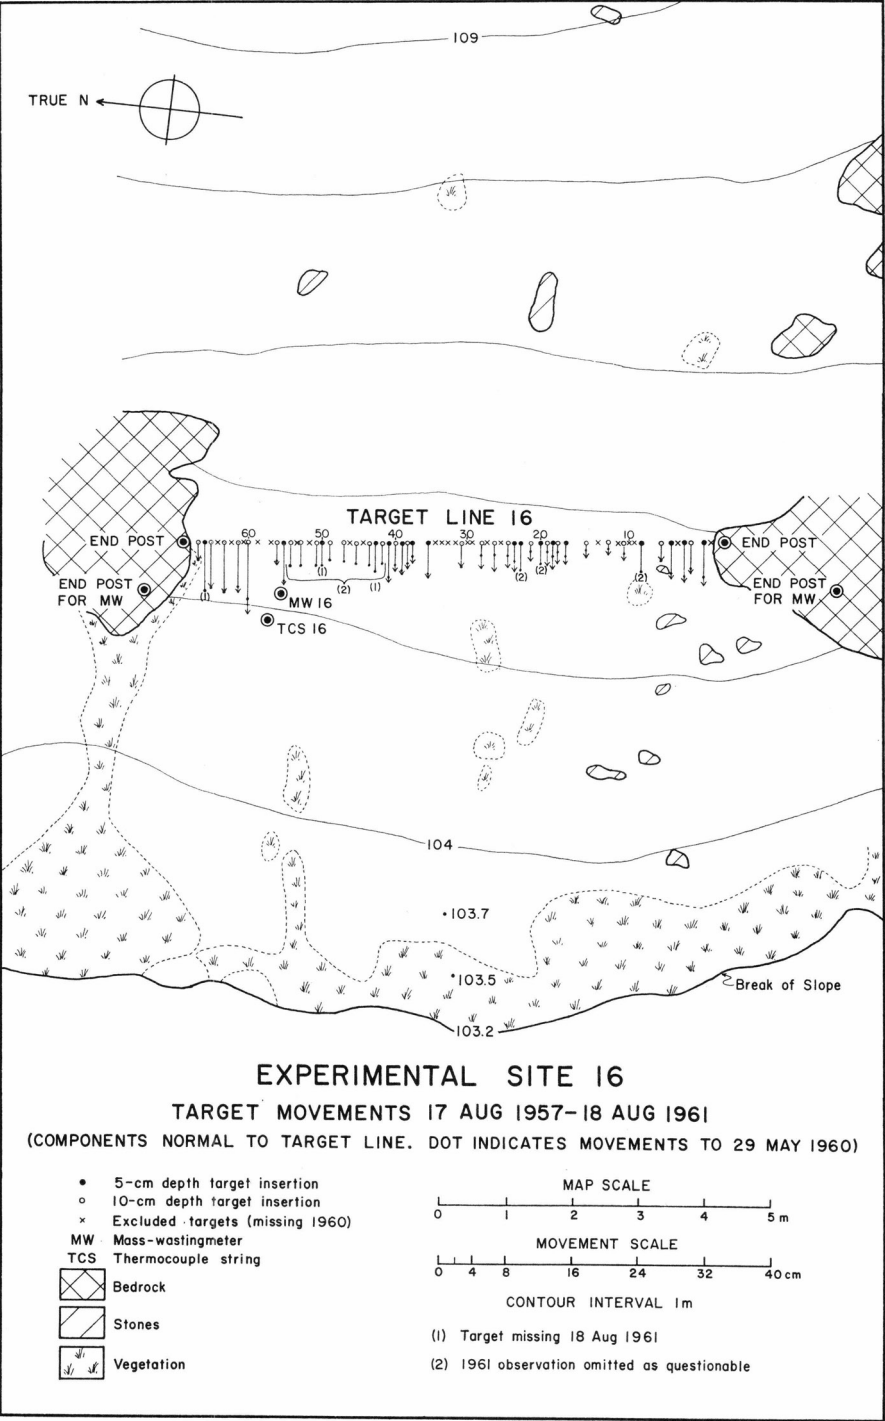 109
TRUE N
TARGET LINE 16
60 50 40 30 20 10
END POST
END POST
(1)
(2)
(2)
(2)
END POST
FOR MW
(1)
(2)
(1)
END POST
FOR MW
MW 16
TCS 16
104
103.7
103.5
Break of Slope
103.2
EXPERIMENTAL SITE 16
TARGET MOVEMENTS 17 AUG 1957–18 AUG 1961
(COMPONENTS NORMAL TO TARGET LINE. DOT INDICATES MOVEMENTS TO 29 MAY 1960)
• 5-cm depth target insertion
○ 10-cm depth target insertion
× Excluded targets (missing 1960)
MW Mass-wastingmeter
TCS Thermocouple string
Bedrock
Stones
Vegetation
MAP SCALE
0 1 2 3 4 5 m
MOVEMENT SCALE
0 4 8 16 24 32 40 cm
CONTOUR INTERVAL 1m
(1) Target missing 18 Aug 1961
(2) 1961 observation omitted as questionable